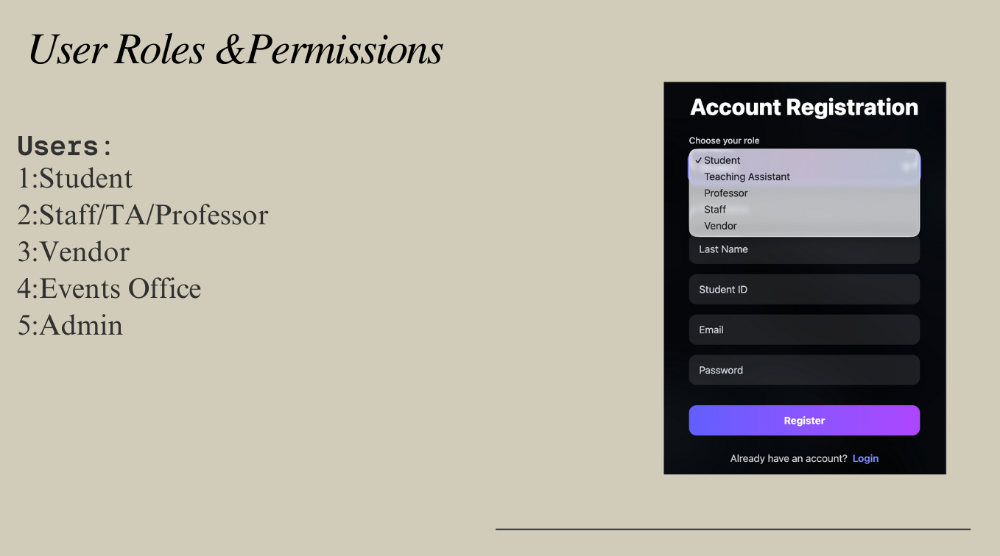 User Roles &Permissions
Users:
1:Student
2:Staff/TA/Professor
3:Vendor
4:Events Office
5:Admin
Account Registration
Choose your role
✓ Student
Teaching Assistant
Professor
Staff
Vendor
Last Name
Student ID
Email
Password
Register
Already have an account? Login